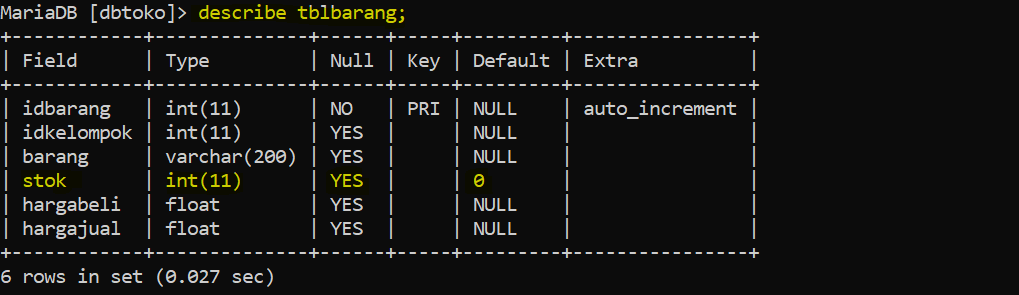 MariaDB [dbtoko]> describe tblbarang;
+------------+--------------+------+-----+---------+----------------+
| Field      | Type         | Null | Key | Default | Extra          |
+------------+--------------+------+-----+---------+----------------+
| idbarang   | int(11)      | NO   | PRI | NULL    | auto_increment |
| idkelompok | int(11)      | YES  |     | NULL    |                |
| barang     | varchar(200) | YES  |     | NULL    |                |
| stok       | int(11)      | YES  |     | 0       |                |
| hargabeli  | float        | YES  |     | NULL    |                |
| hargajual  | float        | YES  |     | NULL    |                |
+------------+--------------+------+-----+---------+----------------+
6 rows in set (0.027 sec)